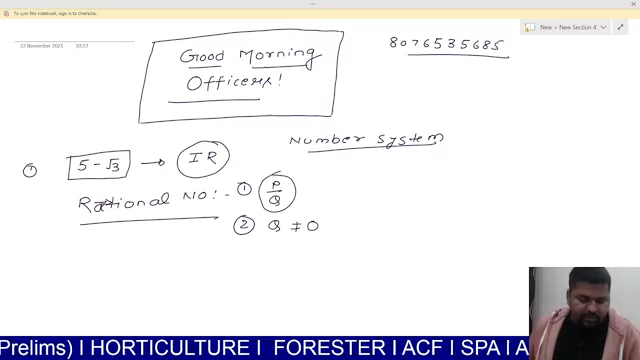 To sync this notebook, sign in to OneNote.
New › New Section 4
22 November 2021 10:57
Good Morning
Officers!
8076535685
Number System
① 5 - √3 → IR
Rational No:- ① P/Q
② Q ≠ 0
Prelims) I HORTICULTURE I FORESTER I ACF I SPA I A